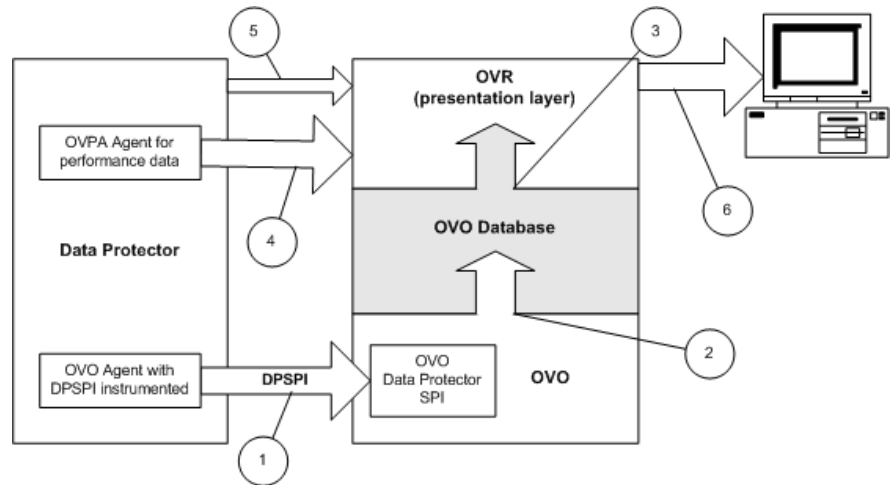 5
3
OVR
(presentation layer)
OVPA Agent for
performance data
4
6
OVO Database
Data Protector
2
OVO Agent with
DPSPI instrumented
DPSPI
OVO
Data Protector
SPI
OVO
1